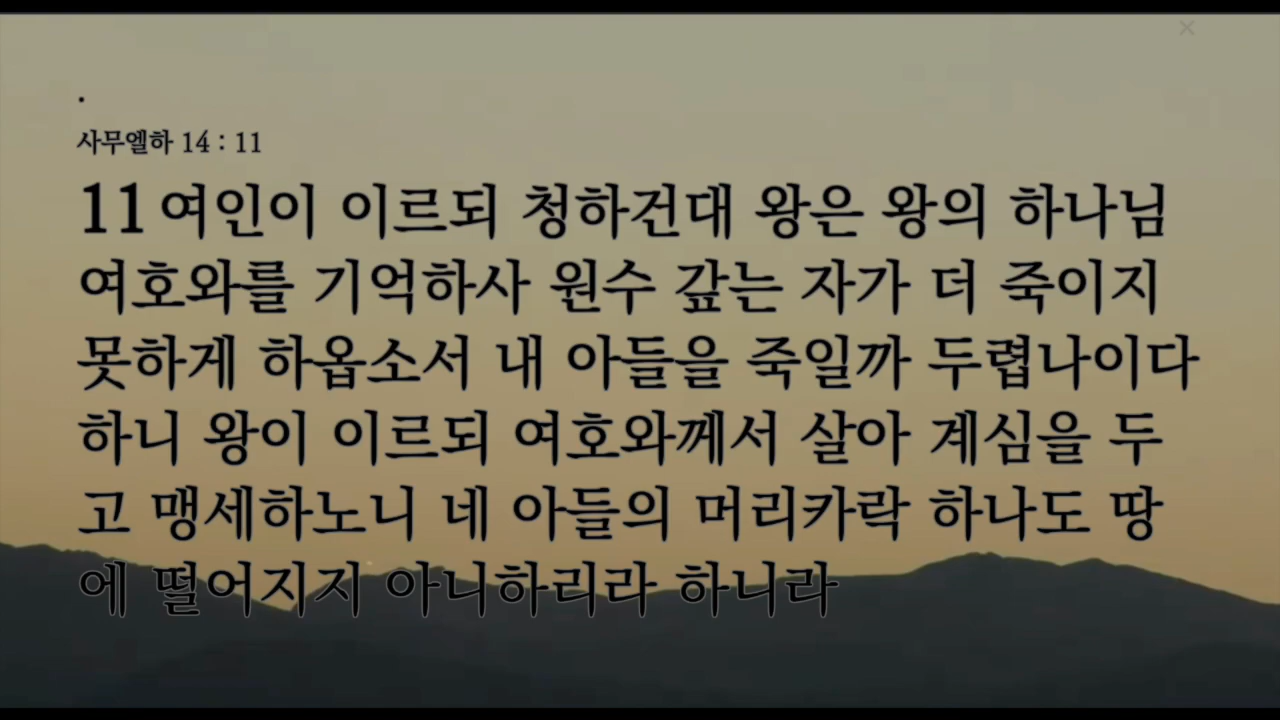 .
사무엘하 14 : 11
11 여인이 이르되 청하건대 왕은 왕의 하나님
여호와를 기억하사 원수 갚는 자가 더 죽이지
못하게 하옵소서 내 아들을 죽일까 두렵나이다
하니 왕이 이르되 여호와께서 살아 계심을 두
고 맹세하노니 네 아들의 머리카락 하나도 땅
에 떨어지지 아니하리라 하니라